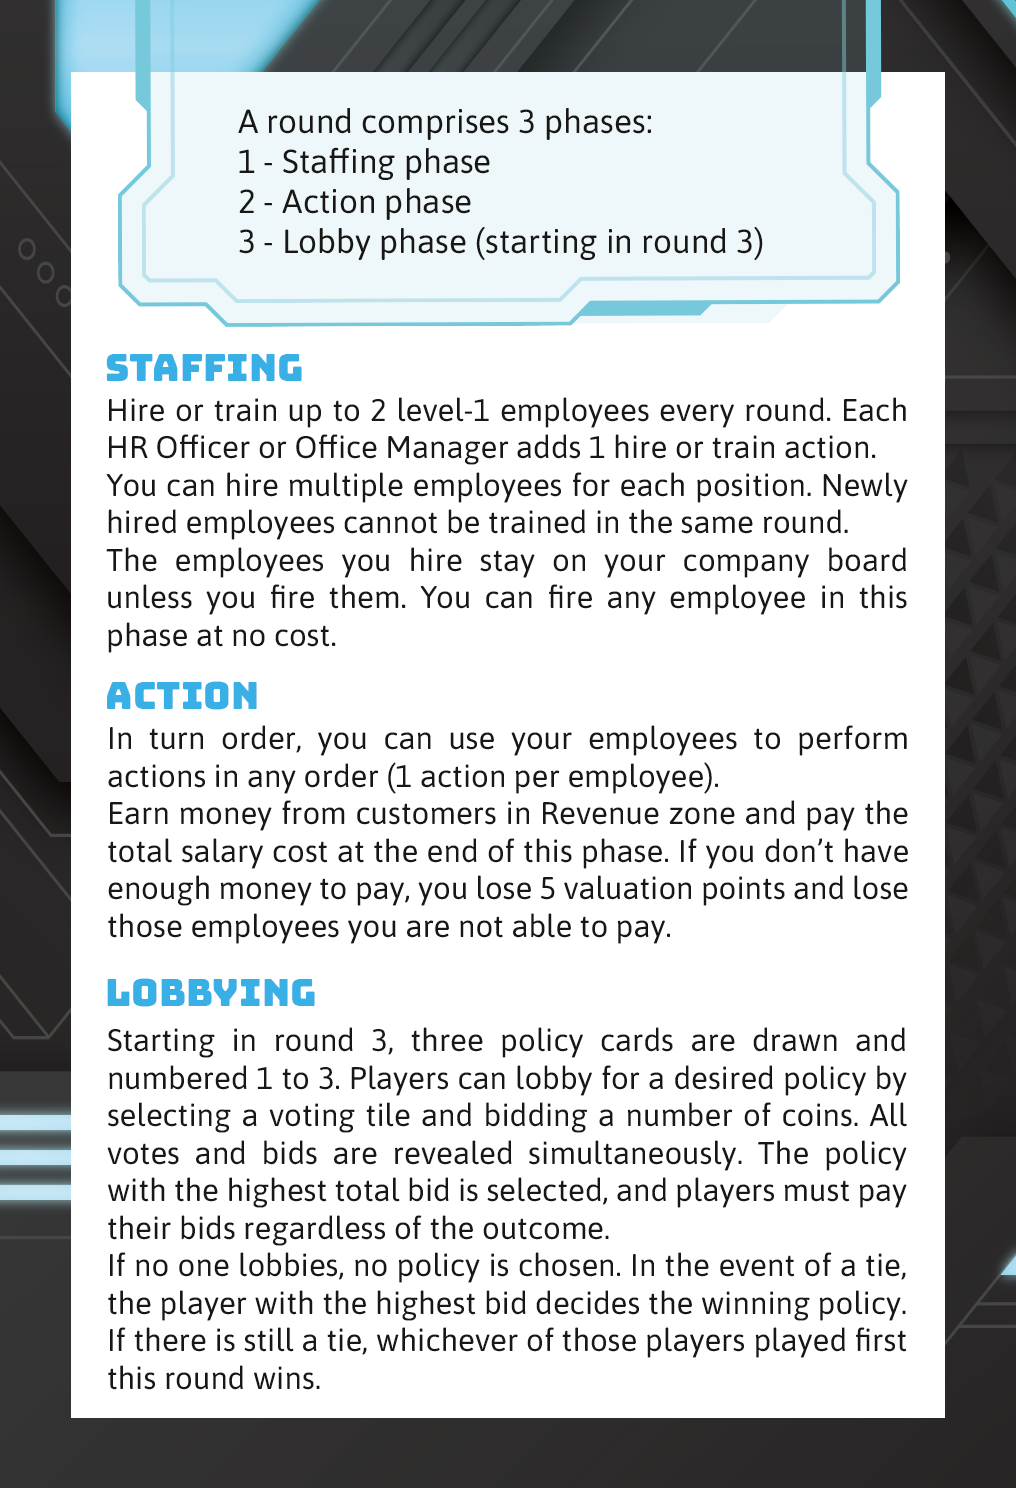 A round comprises 3 phases:
1 - Staffing phase
2 - Action phase
3 - Lobby phase (starting in round 3)
STAFFING
Hire or train up to 2 level-1 employees every round. Each
HR Officer or Office Manager adds 1 hire or train action.
You can hire multiple employees for each position. Newly
hired employees cannot be trained in the same round.
The employees you hire stay on your company board
unless you fire them. You can fire any employee in this
phase at no cost.
ACTION
In turn order, you can use your employees to perform
actions in any order (1 action per employee).
Earn money from customers in Revenue zone and pay the
total salary cost at the end of this phase. If you don’t have
enough money to pay, you lose 5 valuation points and lose
those employees you are not able to pay.
LOBBYING
Starting in round 3, three policy cards are drawn and
numbered 1 to 3. Players can lobby for a desired policy by
selecting a voting tile and bidding a number of coins. All
votes and bids are revealed simultaneously. The policy
with the highest total bid is selected, and players must pay
their bids regardless of the outcome.
If no one lobbies, no policy is chosen. In the event of a tie,
the player with the highest bid decides the winning policy.
If there is still a tie, whichever of those players played first
this round wins.